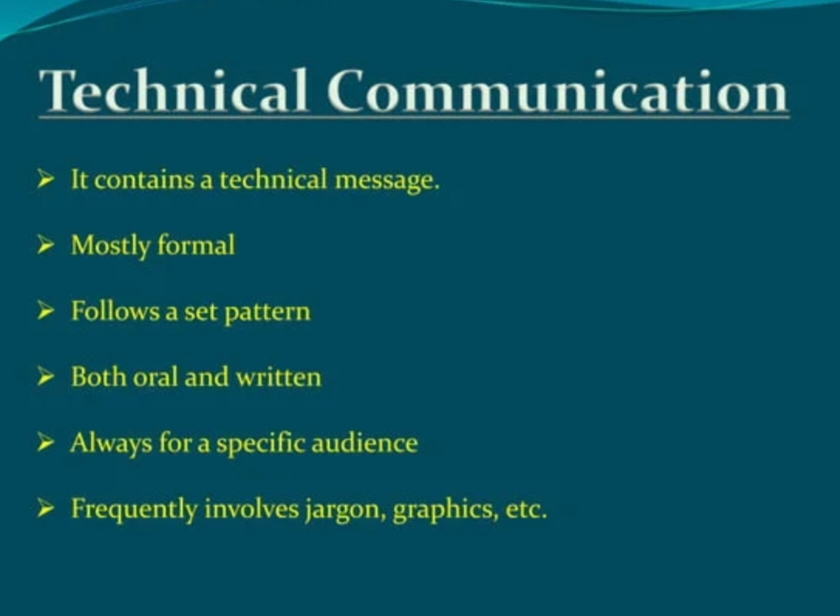 Technical Communication
➢ It contains a technical message.
➢ Mostly formal
➢ Follows a set pattern
➢ Both oral and written
➢ Always for a specific audience
➢ Frequently involves jargon, graphics, etc.